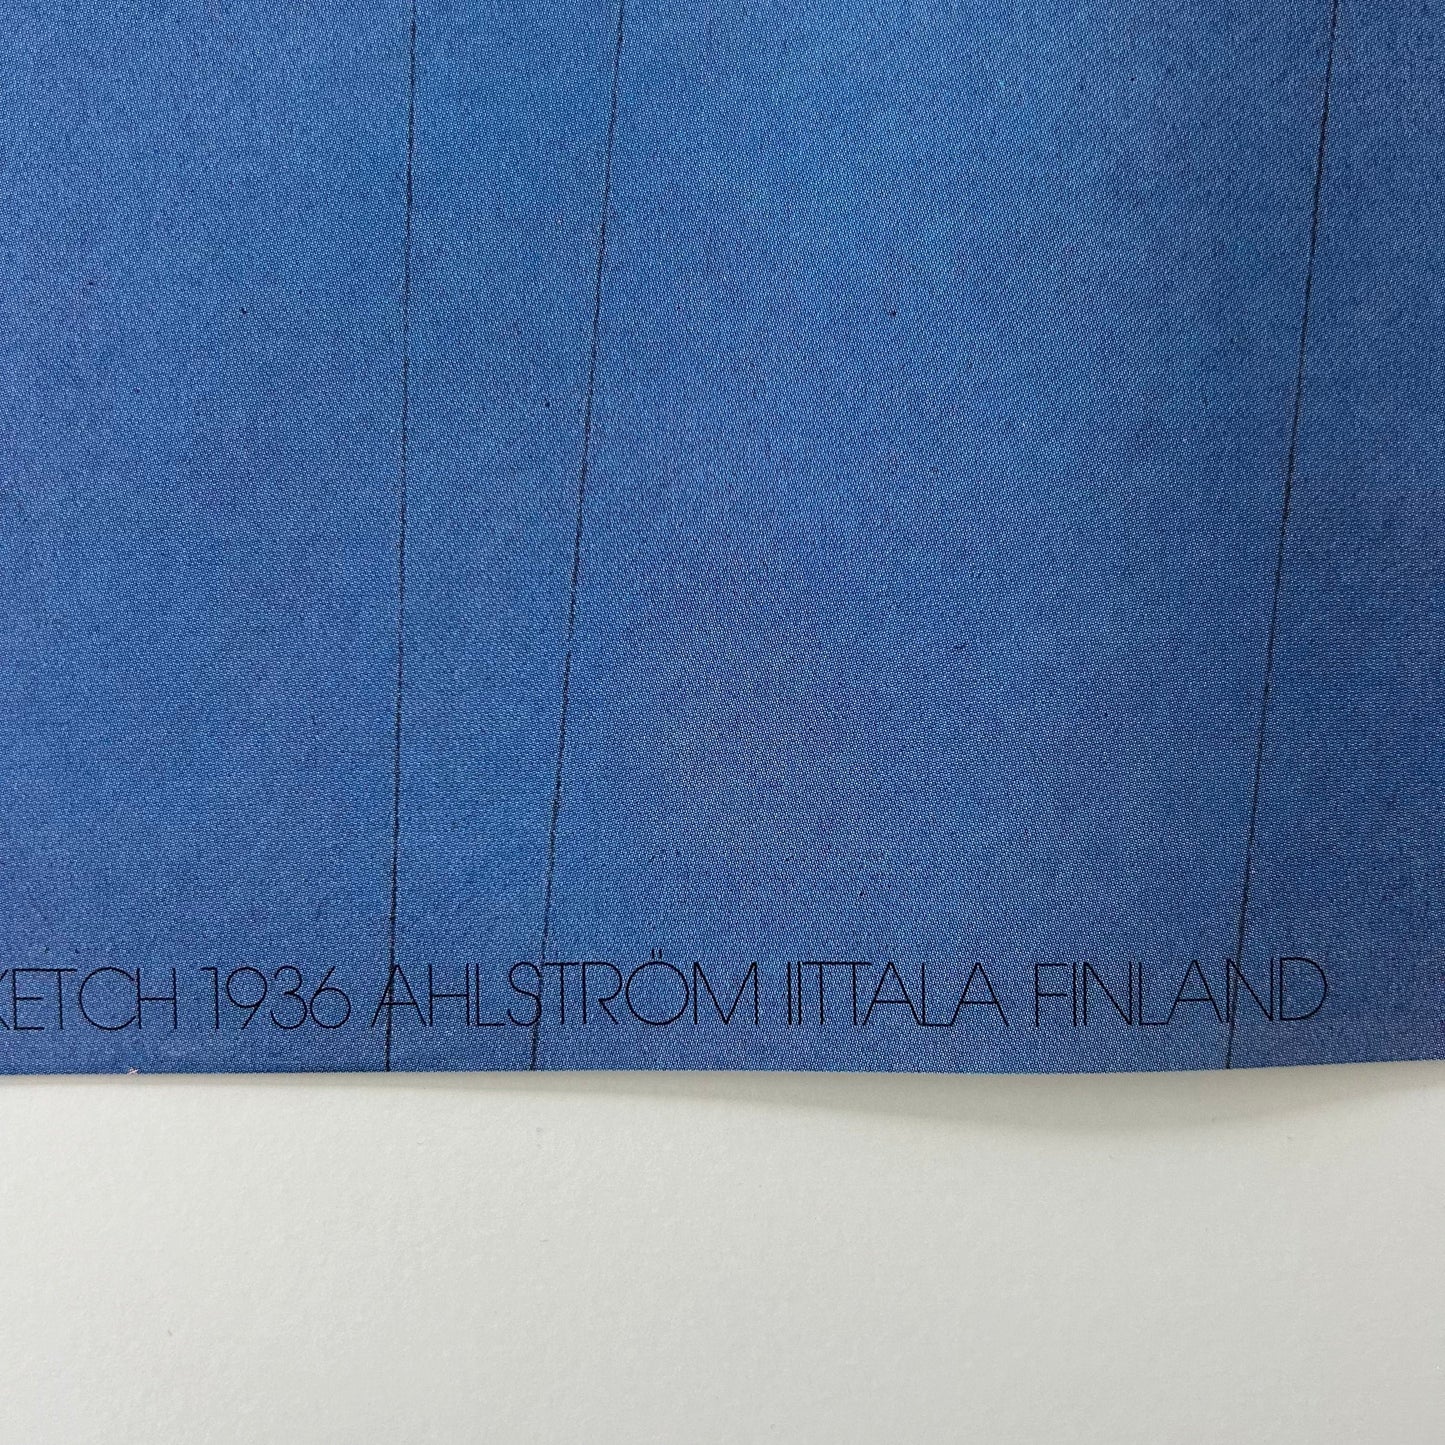 KETCH 1936 AHLSTRÖM IITTALA FINLAND